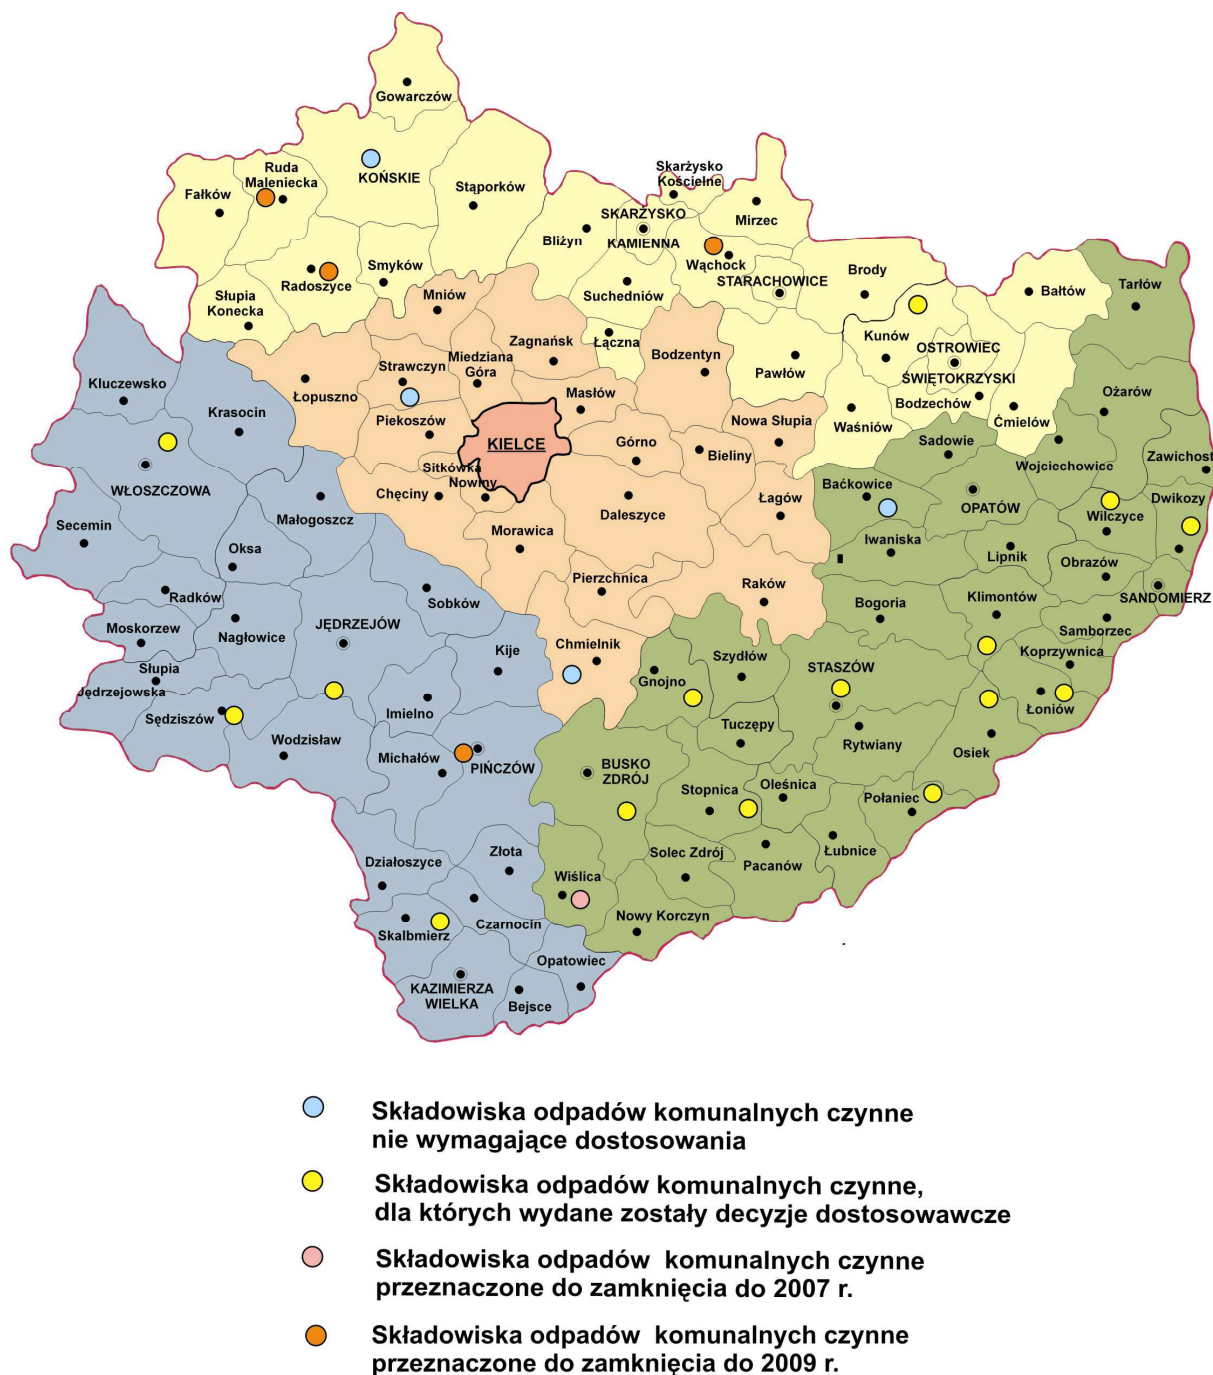 Gowarczów
Ruda
Maleniecka
KOŃSKIE
Fałków
Stąporków
Skarżysko
Kościelne
SKARŻYSKO
KAMIENNA
Mirzec
Bliżyn
Wąchock
STARACHOWICE
Radoszyce
Smyków
Suchedniów
Brody
Bałtów
Tarłów
Słupia
Konecka
Mniów
Łączna
Zagnańsk
Bodzentyn
Kunów
OSTROWIEC
ŚWIĘTOKRZYSKI
Strawczyn
Miedziana
Góra
Pawłów
Kluczewsko
Łopuszno
Masłów
Bodzechów
Ożarów
Krasocin
Piekoszów
KIELCE
Górno
Nowa Słupia
Waśniów
Ćmielów
Sadowie
Bieliny
Wojciechowice
Zawichost
Sitkówka
Nowiny
WŁOSZCZOWA
Chęciny
Łagów
Baćkowice
OPATÓW
Dwikozy
Małogoszcz
Daleszyce
Wilczyce
Secemin
Morawica
Iwaniska
Oksa
Lipnik
Obrazów
Pierzchnica
Raków
Radków
Sobków
Bogoria
Klimontów
SANDOMIERZ
Moskorzew
Nagłowice
JĘDRZEJÓW
Samborzec
Chmielnik
Kije
Szydłów
Koprzywnica
Słupia
Jędrzejowska
Gnojno
STASZÓW
Sędziszów
Imielno
Łoniów
Tuczępy
Rytwiany
Wodzisław
Michałów
PIŃCZÓW
Osiek
BUSKO
ZDRÓJ
Stopnica
Oleśnica
Połaniec
Działoszyce
Złota
Solec Zdrój
Łubnice
Pacanów
Wiślica
Skalbmierz
Czarnocin
Nowy Korczyn
Opatowiec
KAZIMIERZA
WIELKA
Bejsce
Składowiska odpadów komunalnych czynne
nie wymagające dostosowania
Składowiska odpadów komunalnych czynne,
dla których wydane zostały decyzje dostosowawcze
Składowiska odpadów komunalnych czynne
przeznaczone do zamknięcia do 2007 r.
Składowiska odpadów komunalnych czynne
przeznaczone do zamknięcia do 2009 r.